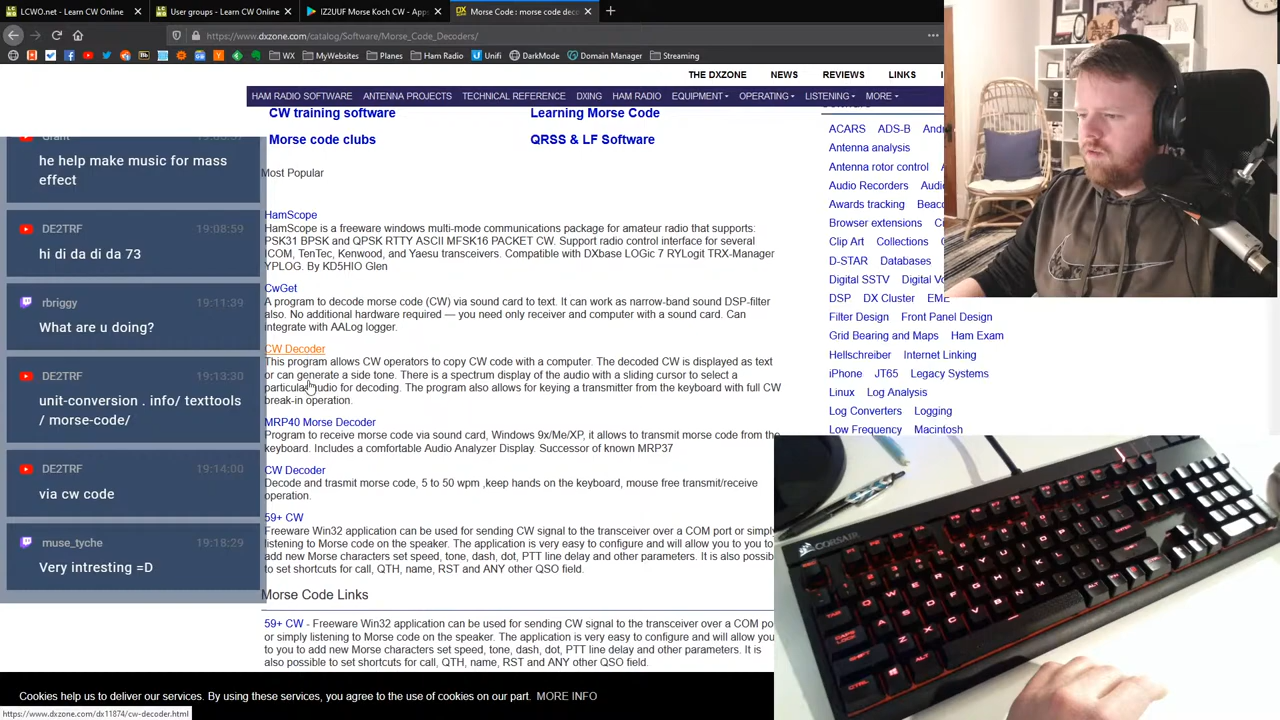 LCWO.net - Learn CW Online
User groups - Learn CW Online
IZ2UUF Morse Koch CW - Apps
Morse Code : morse code deco
https://www.dxzone.com/catalog/Software/Morse_Code_Decoders/
WX
MyWebsites
Planes
Ham Radio
Unifi
DarkMode
Domain Manager
Streaming
THE DXZONE NEWS REVIEWS LINKS
HAM RADIO SOFTWARE ANTENNA PROJECTS TECHNICAL REFERENCE DXING HAM RADIO EQUIPMENT OPERATING LISTENING MORE
CW training software
Learning Morse Code
Morse code clubs
QRSS & LF Software
Most Popular
HamScope
HamScope is a freeware windows multi-mode communications package for amateur radio that supports:
PSK31 BPSK and QPSK RTTY ASCII MFSK16 PACKET CW. Support radio control interface for several
ICOM, TenTec, Kenwood, and Yaesu transceivers. Compatible with DXbase LOGic 7 RYLogit TRX-Manager
YPLOG. By KD5HIO Glen
CwGet
A program to decode morse code (CW) via sound card to text. It can work as narrow-band sound DSP-filter
also. No additional hardware required — you need only receiver and computer with a sound card. Can
integrate with AALog logger.
CW Decoder
This program allows CW operators to copy CW code with a computer. The decoded CW is displayed as text
or can generate a side tone. There is a spectrum display of the audio with a sliding cursor to select a
particular audio for decoding. The program also allows for keying a transmitter from the keyboard with full CW
break-in operation.
MRP40 Morse Decoder
Program to receive morse code via sound card, Windows 9x/Me/XP, it allows to transmit morse code from the
keyboard. Includes a comfortable Audio Analyzer Display. Successor of known MRP37
CW Decoder
Decode and trasmit morse code, 5 to 50 wpm ,keep hands on the keyboard, mouse free transmit/receive
operation.
59+ CW
Freeware Win32 application can be used for sending CW signal to the transceiver over a COM port or simply
listening to Morse code on the speaker. The application is very easy to configure and will allow you to
add new Morse characters set speed, tone, dash, dot, PTT line delay and other parameters. It is also possib
to set shortcuts for call, QTH, name, RST and ANY other QSO field.
Morse Code Links
59+ CW - Freeware Win32 application can be used for sending CW signal to the transceiver over a COM po
or simply listening to Morse code on the speaker. The application is very easy to configure and will allow you
to add new Morse characters set speed, tone, dash, dot, PTT line delay and other parameters. It is
also possible to set shortcuts for call, QTH, name, RST and ANY other QSO field.
ACARS ADS-B
Antenna analysis
Antenna rotor control
Audio Recorders
Awards tracking
Browser extensions
Clip Art Collections
D-STAR Databases
Digital SSTV
DSP DX Cluster EME
Filter Design Front Panel Design
Grid Bearing and Maps Ham Exam
Hellschreiber Internet Linking
iPhone JT65 Legacy Systems
Linux Log Analysis
Log Converters Logging
Low Frequency Macintosh
he help make music for mass
effect
DE2TRF 19:08:59
hi di da di da 73
rbriggy 19:11:39
What are u doing?
DE2TRF 19:13:30
unit-conversion . info/ texttools
/ morse-code/
DE2TRF 19:14:00
via cw code
muse_tyche 19:18:29
Very intresting =D
Cookies help us to deliver our services. By using these services, you agree to the use of cookies on our part. MORE INFO
https://www.dxzone.com/dx11874/cw-decoder.html
CORSAIR